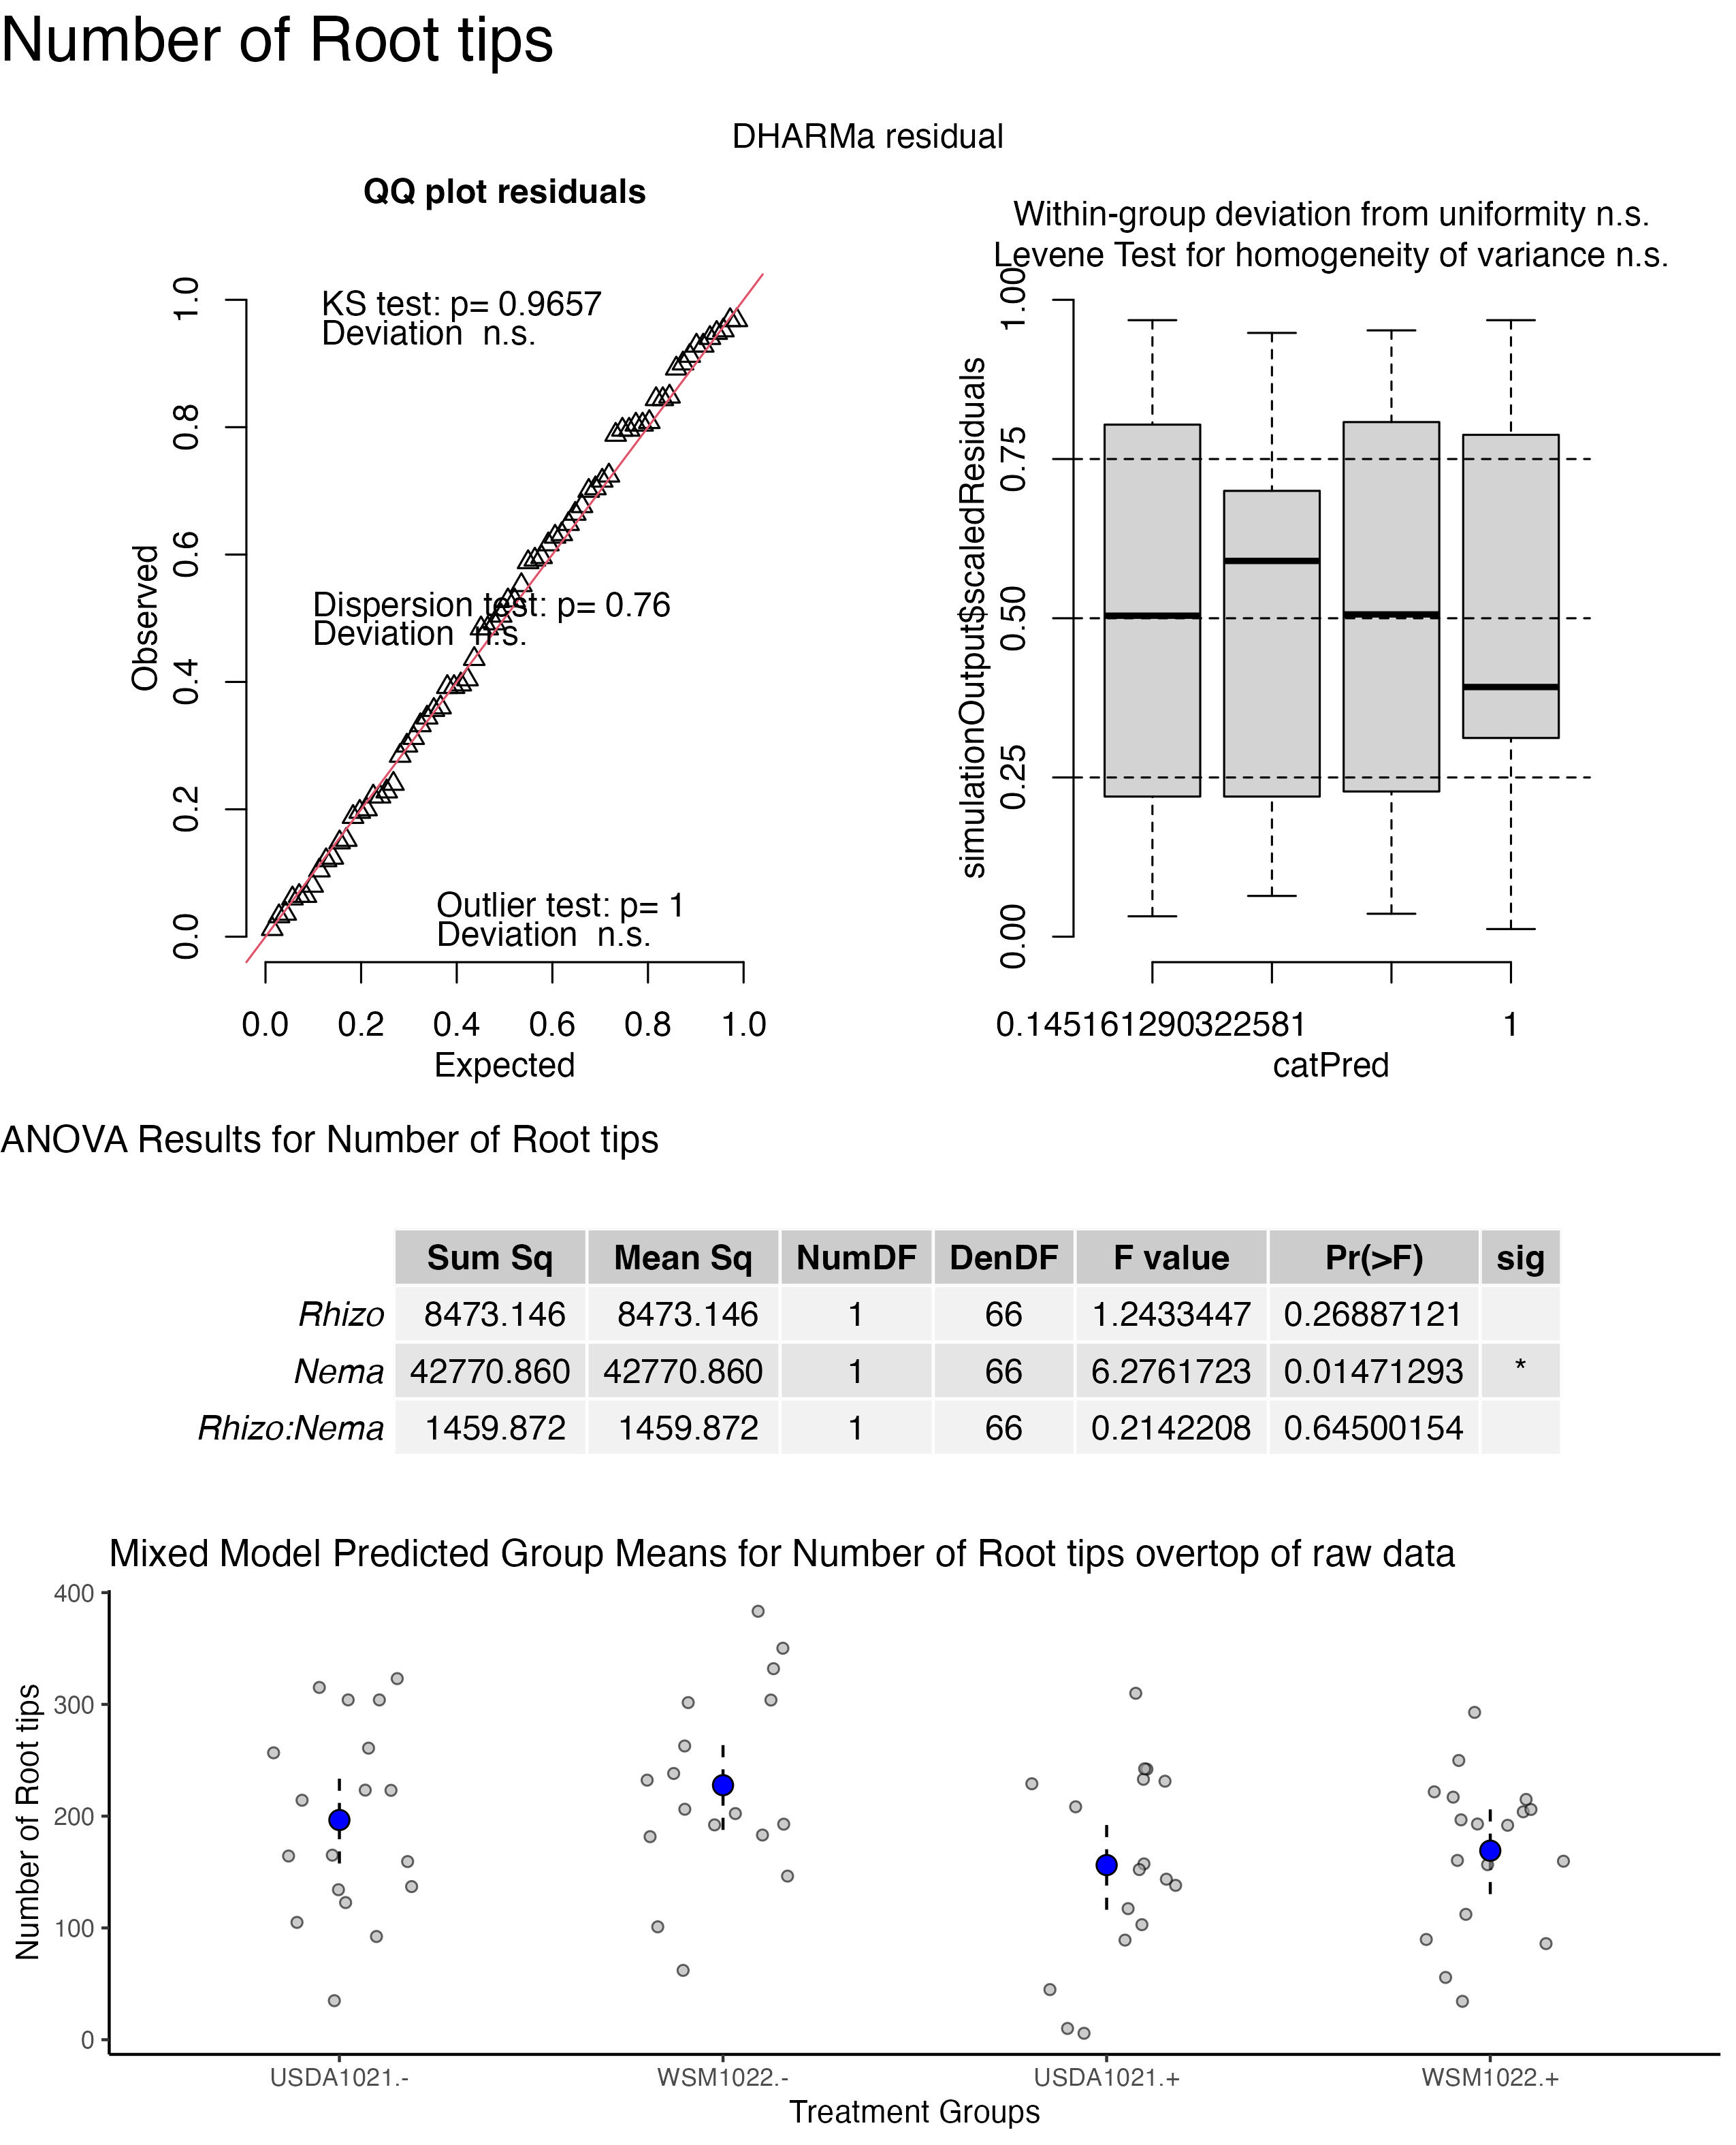 Number of Root tips
DHARMa residual
QQ plot residuals
KS test: p= 0.9657
Deviation n.s.
Dispersion test: p= 0.76
Deviation n.s.
Outlier test: p= 1
Deviation n.s.
Observed
0.0 0.2 0.4 0.6 0.8 1.0
0.0 0.2 0.4 0.6 0.8 1.0
Expected
Within-group deviation from uniformity n.s.
Levene Test for homogeneity of variance n.s.
simulationOutput$scaledResiduals
0.00 0.25 0.50 0.75 1.00
0.145161290322581 1
catPred
ANOVA Results for Number of Root tips
Sum Sq Mean Sq NumDF DenDF F value Pr(>F) sig
Rhizo 8473.146 8473.146 1 66 1.2433447 0.26887121
Nema 42770.860 42770.860 1 66 6.2761723 0.01471293 *
Rhizo:Nema 1459.872 1459.872 1 66 0.2142208 0.64500154
Mixed Model Predicted Group Means for Number of Root tips overtop of raw data
Number of Root tips
400
300
200
100
0
USDA1021.- WSM1022.- USDA1021.+ WSM1022.+
Treatment Groups